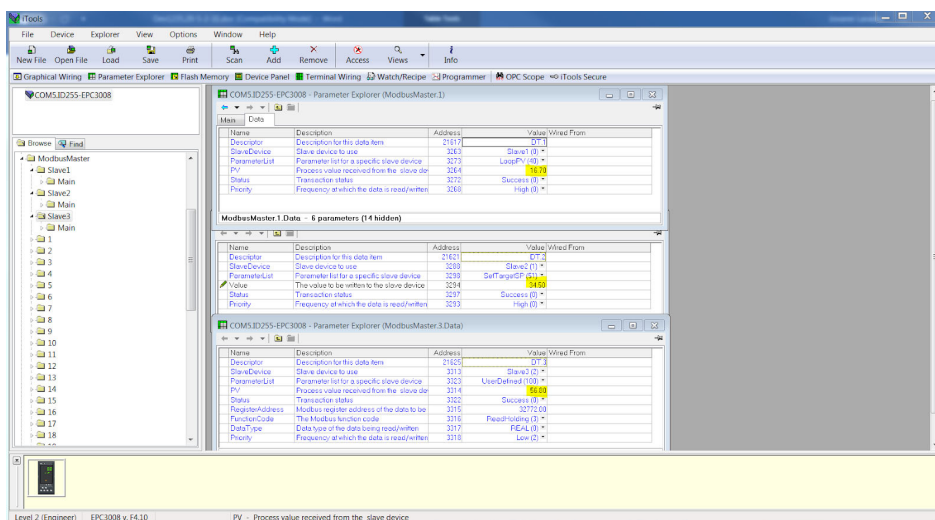 iTools
File Device Explorer View Options Window Help
New File Open File Load Save Print Scan Add Remove Access Views Info
Graphical Wiring Parameter Explorer Flash Memory Device Panel Terminal Wiring Watch/Recipe Programmer OPC Scope iTools Secure
COM5.ID255-EPC3008
Browse Find
ModbusMaster
Slave1
Main
Slave2
Main
Slave3
Main
1
2
3
4
5
6
7
8
9
10
11
12
13
14
15
16
17
18
COM5.ID255-EPC3008 - Parameter Explorer (ModbusMaster.1)
Main Data
Name Description Address Value Wired From
Descriptor Description for this data item 21617 DT.1
SlaveDevice Slave device to use 3263 Slave1 (0)
ParameterList Parameter list for a specific slave device 3273 LoopPV (40)
PV Process value received from the slave de 3264 16.70
Status Transaction status 3272 Success (0)
Priority Frequency at which the data is read/written 3268 High (0)
ModbusMaster.1.Data - 6 parameters (14 hidden)
Name Description Address Value Wired From
Descriptor Description for this data item 21621 DT.2
SlaveDevice Slave device to use 3288 Slave2 (1)
ParameterList Parameter list for a specific slave device 3298 SetTargetSP (51)
Value The value to be written to the slave device 3294 34.50
Status Transaction status 3297 Success (0)
Priority Frequency at which the data is read/written 3293 High (0)
COM5.ID255-EPC3008 - Parameter Explorer (ModbusMaster.3.Data)
Name Description Address Value Wired From
Descriptor Description for this data item 21625 DT.3
SlaveDevice Slave device to use 3313 Slave3 (2)
ParameterList Parameter list for a specific slave device 3323 UserDefined (100)
PV Process value received from the slave de 3314 56.80
Status Transaction status 3322 Success (0)
RegisterAddress Modbus register address of the data to be 3315 32772.00
FunctionCode The Modbus function code 3316 ReadHolding (3)
DataType Data type of the data being read/written 3317 REAL (8)
Priority Frequency at which the data is read/written 3318 Low (2)
Level 2 (Engineer) EPC3008 v. F4.10 PV - Process value received from the slave device